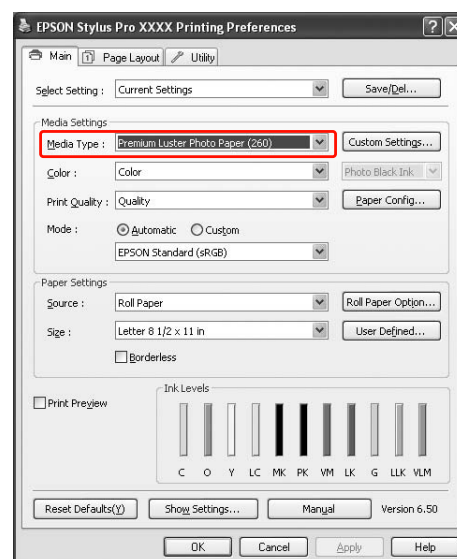 EPSON Stylus Pro XXXX Printing Preferences
Main Page Layout Utility
Select Setting : Current Settings Save/Del...
Media Settings
Media Type : Premium Luster Photo Paper (260) Custom Settings...
Color : Color Photo Black Ink
Print Quality : Quality Paper Config...
Mode : Automatic Custom
EPSON Standard (sRGB)
Paper Settings
Source : Roll Paper Roll Paper Option...
Size : Letter 8 1/2 x 11 in User Defined...
Borderless
Ink Levels
Print Preview
C O Y LC MK PK VM LK G LLK VLM
Reset Defaults(Y) Show Settings... Manual Version 6.50
OK Cancel Apply Help